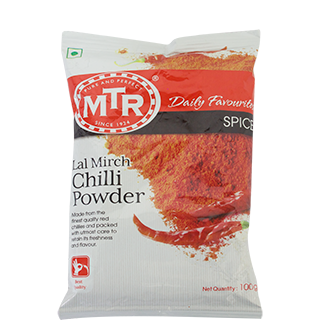 PURE AND PERFECT
MTR
SINCE 1924
Daily Favourites
SPICE
Lal Mirch
Chilli
Powder
Made from the
finest quality red
chillies and packed
with utmost care to
retain its freshness
and flavour.
Net Quantity: 100g